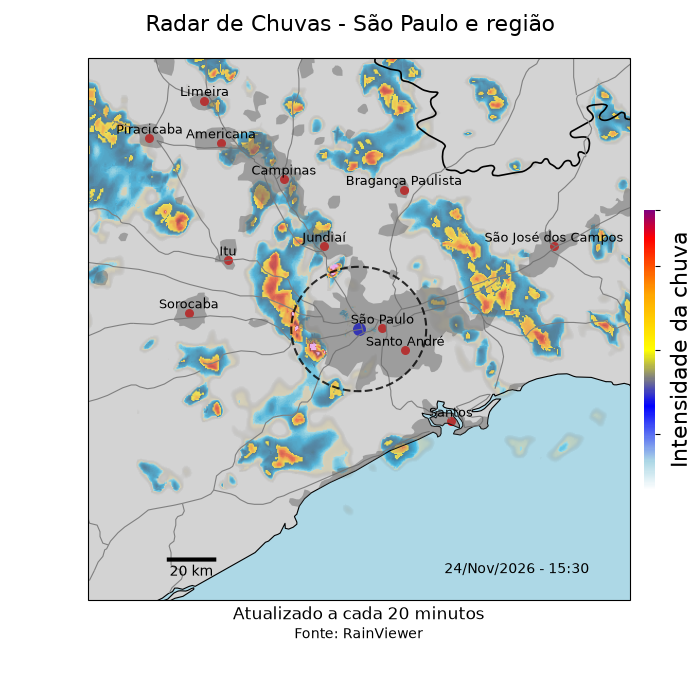 Radar de Chuvas - São Paulo e região
Limeira
Piracicaba
Americana
Campinas
Bragança Paulista
Jundiaí
São José dos Campos
Itu
Sorocaba
São Paulo
Santo André
Santos
Intensidade da chuva
20 km
24/Nov/2026 - 15:30
Atualizado a cada 20 minutos
Fonte: RainViewer